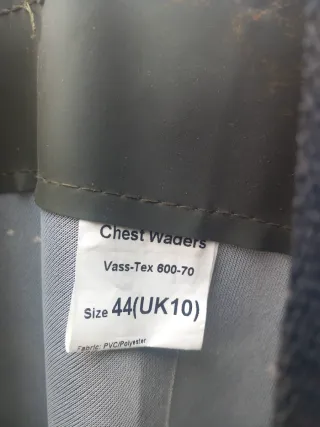 Chest Waders
Vass-Tex 600-70
Size 44(UK10)
Fabric: PVC/Polyester